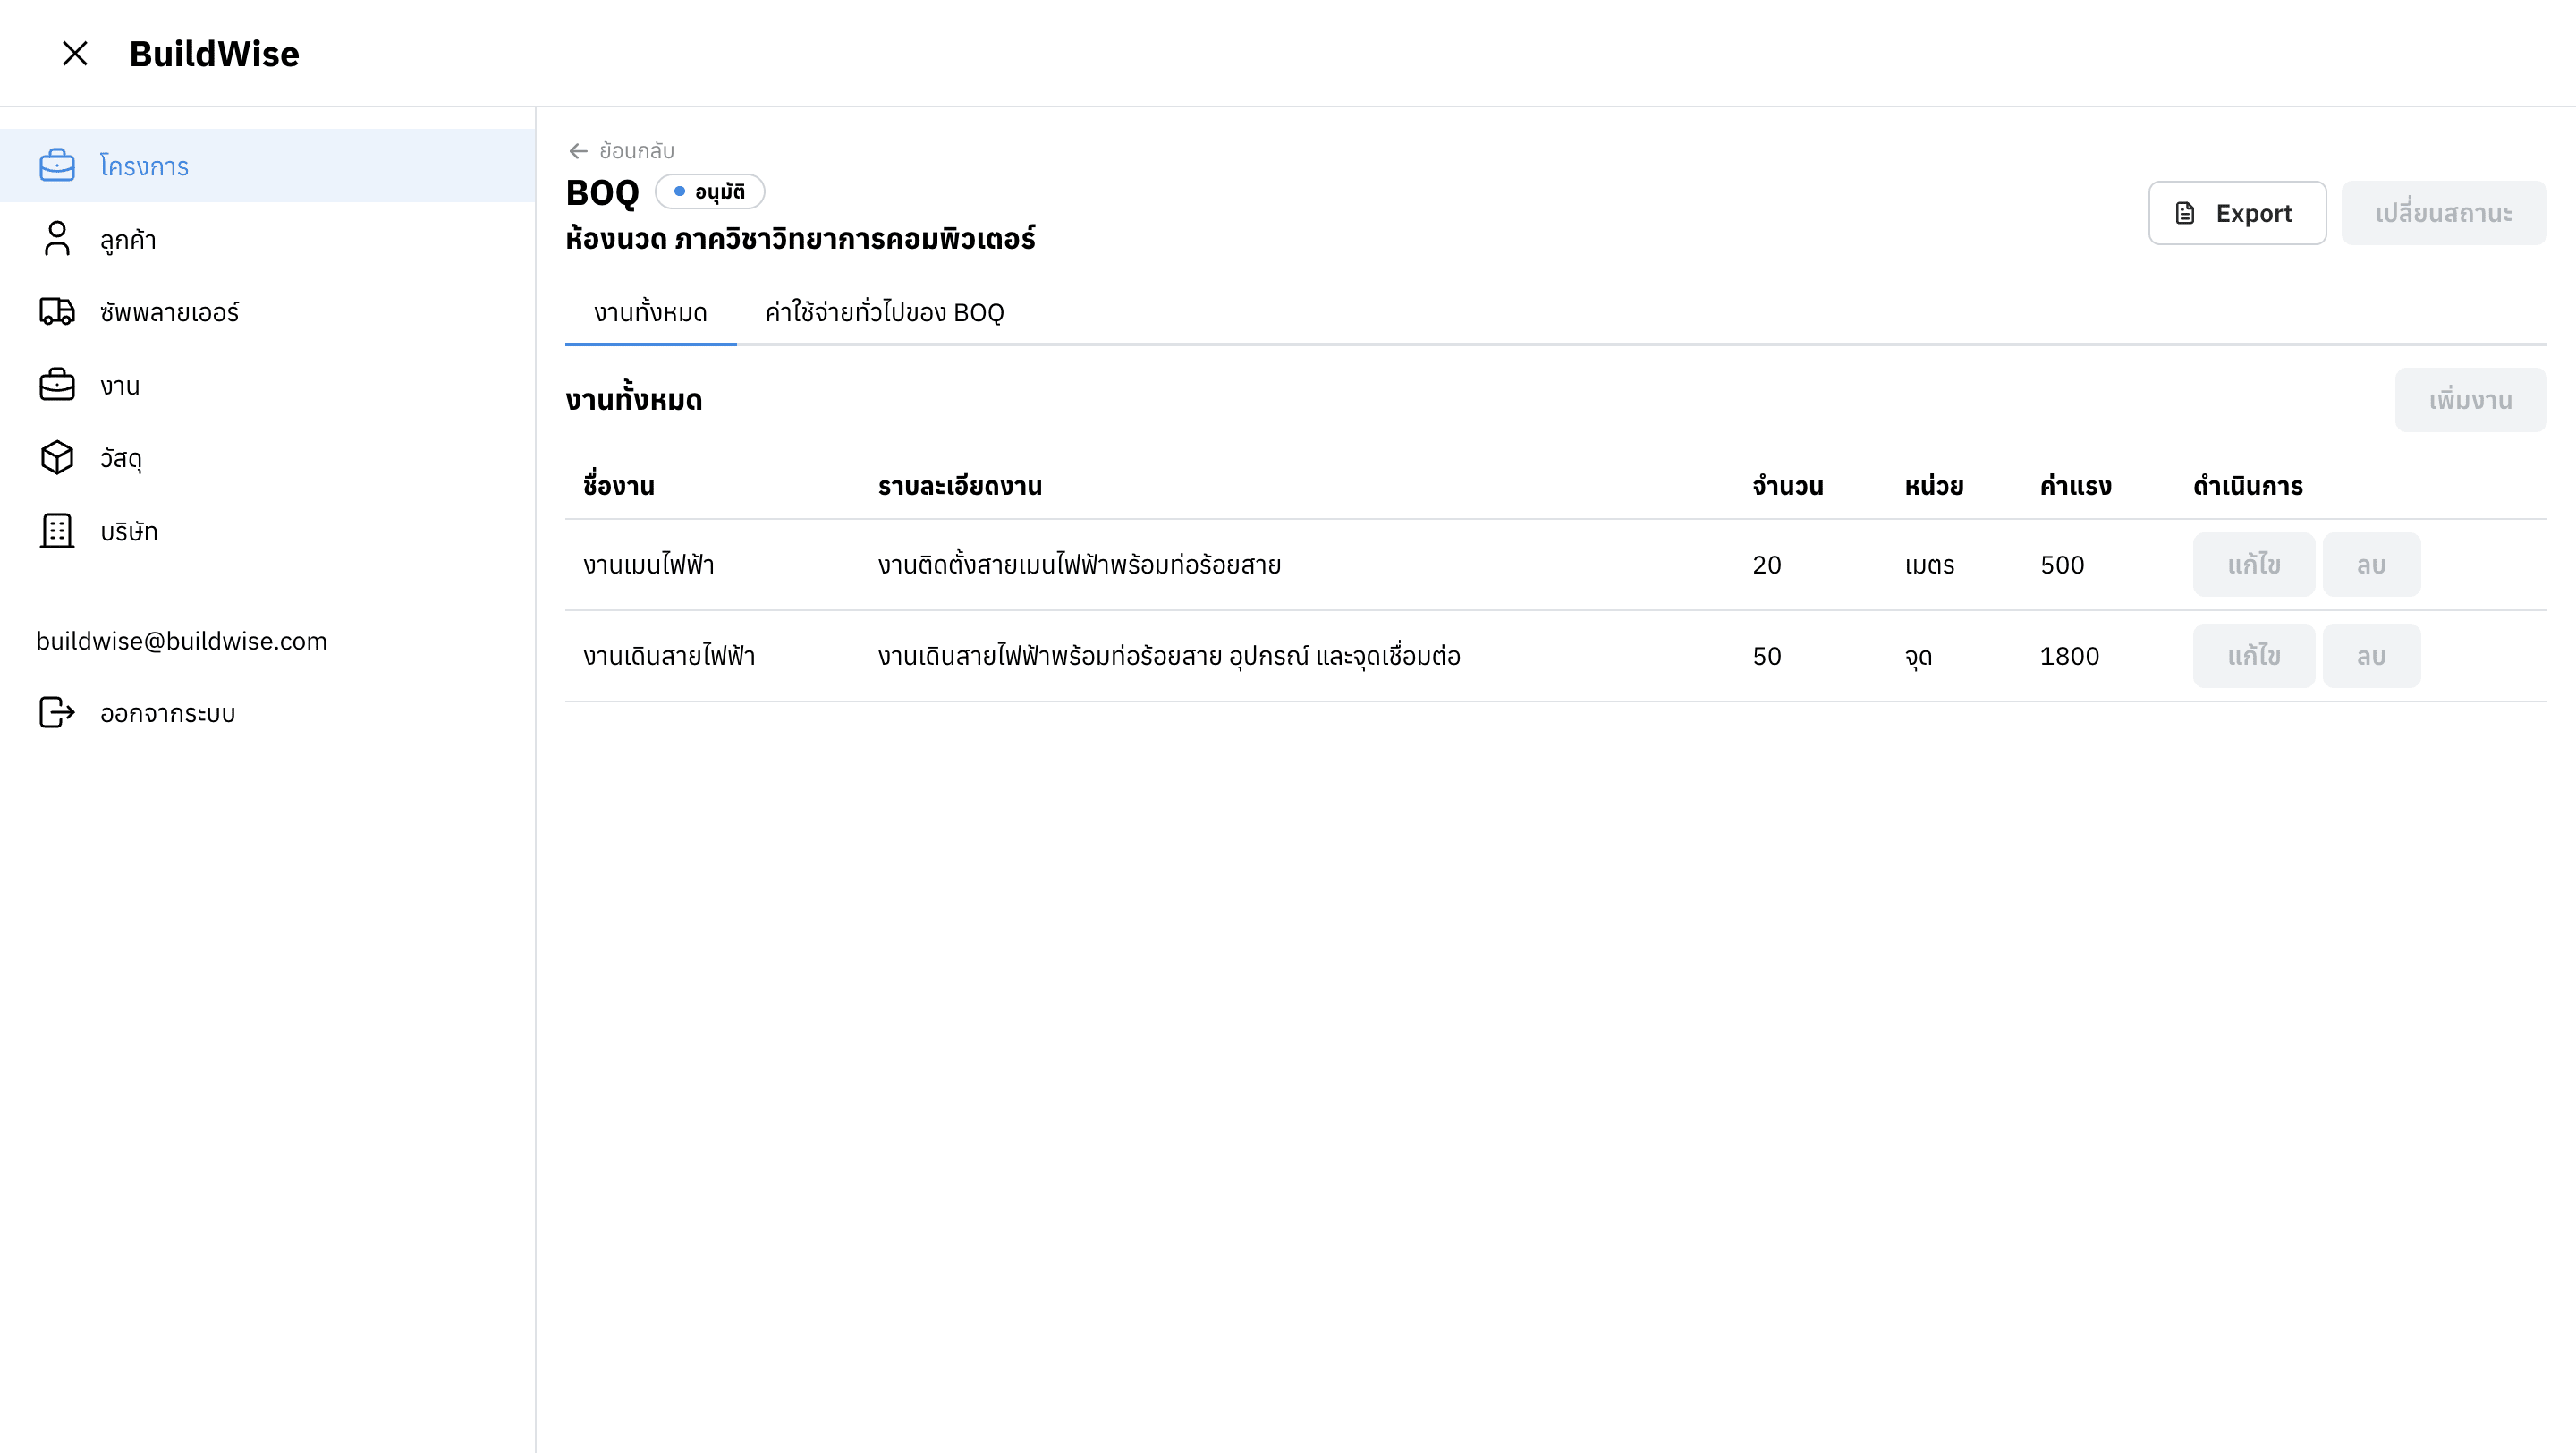 BuildWise
โครงการ
ลูกค้า
ซัพพลายเออร์
งาน
วัสดุ
บริษัท
buildwise@buildwise.com
ออกจากระบบ
ย้อนกลับ
BOQ อนุมัติ
ห้องนวด ภาควิชาวิทยาการคอมพิวเตอร์
Export เปลี่ยนสถานะ
งานทั้งหมด ค่าใช้จ่ายทั่วไปของ BOQ
งานทั้งหมด เพิ่มงาน
ชื่องาน ราบละเอียดงาน จำนวน หน่วย ค่าแรง ดำเนินการ
งานเมนไฟฟ้า งานติดตั้งสายเมนไฟฟ้าพร้อมท่อร้อยสาย 20 เมตร 500 แก้ไข ลบ
งานเดินสายไฟฟ้า งานเดินสายไฟฟ้าพร้อมท่อร้อยสาย อุปกรณ์ และจุดเชื่อมต่อ 50 จุด 1800 แก้ไข ลบ